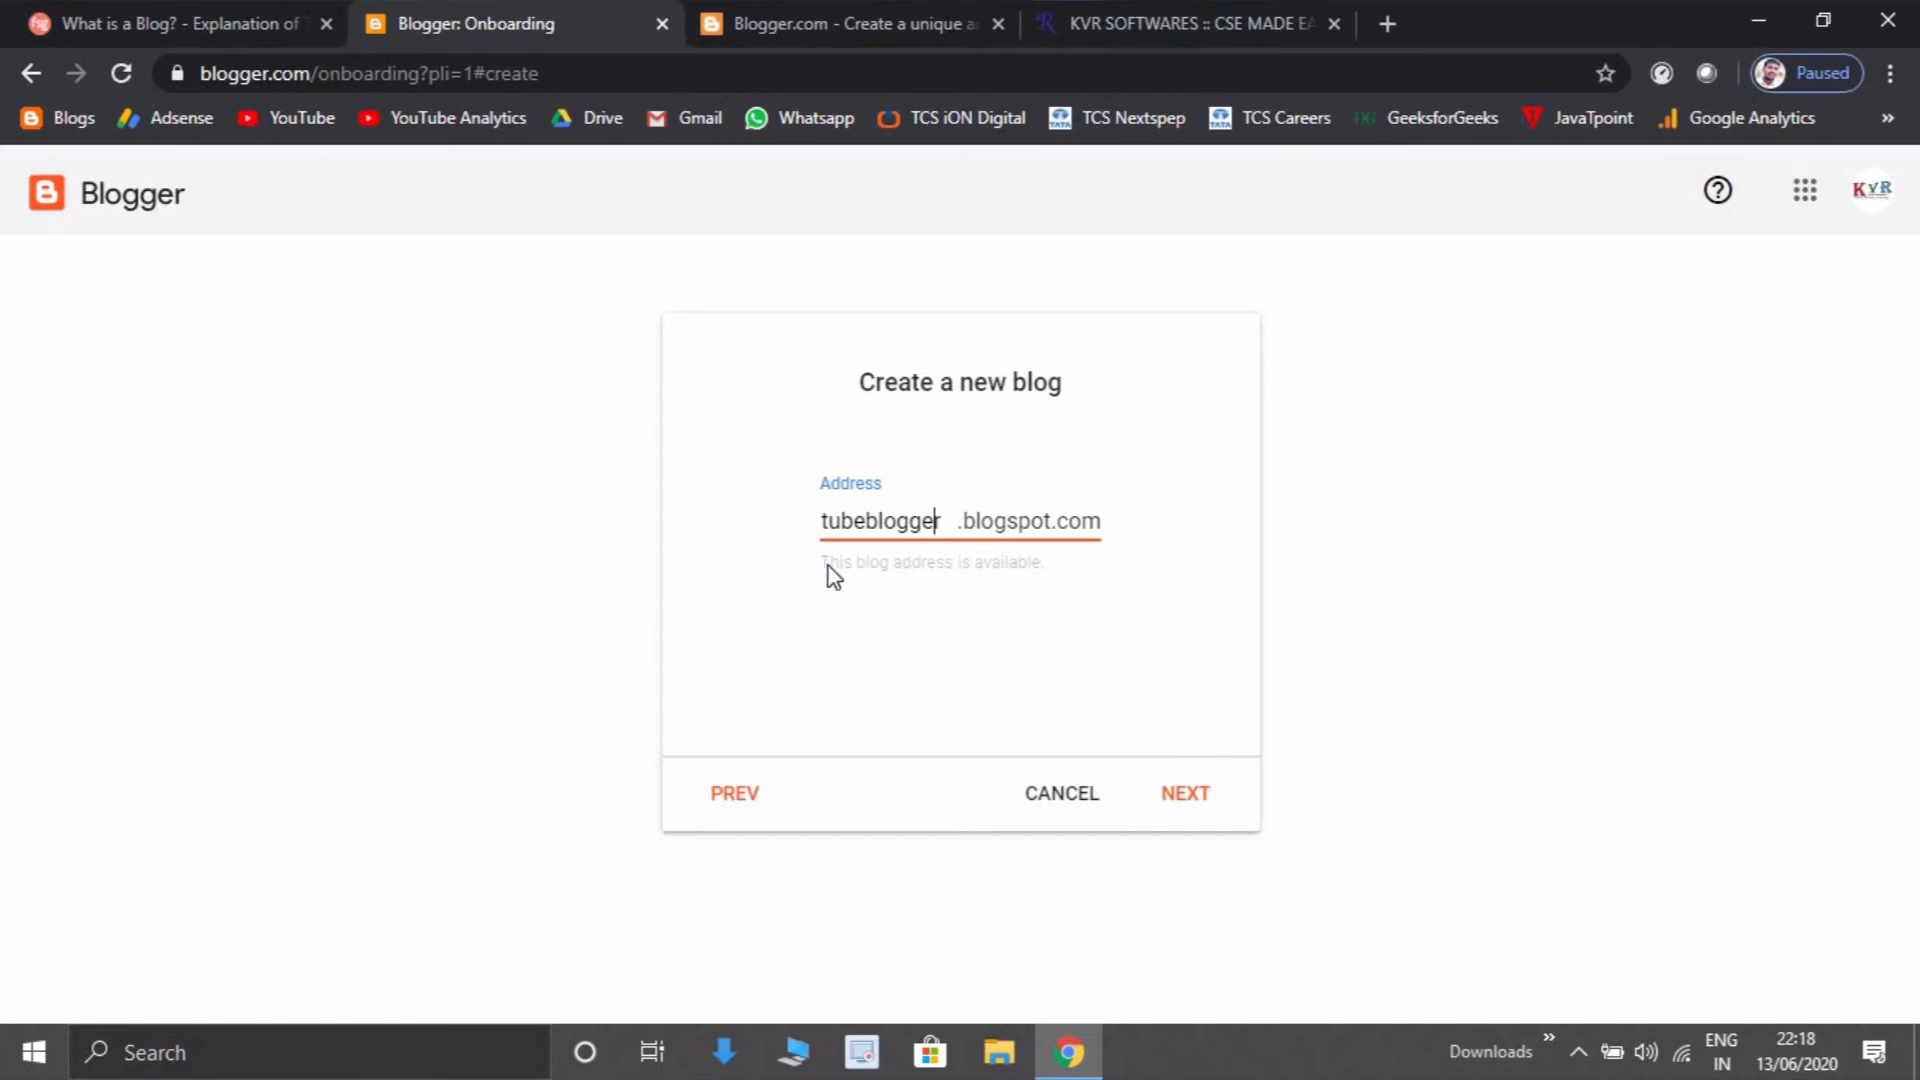 What is a Blog? - Explanation of
Blogger: Onboarding
Blogger.com - Create a unique a
KVR SOFTWARES :: CSE MADE EA
blogger.com/onboarding?pli=1#create
Paused
Blogs
Adsense
YouTube
YouTube Analytics
Drive
Gmail
Whatsapp
TCS iON Digital
TCS Nextspep
TCS Careers
GeeksforGeeks
JavaTpoint
Google Analytics
»
Blogger
KVR
Create a new blog
Address
tubeblogger .blogspot.com
This blog address is available.
PREV
CANCEL
NEXT
Search
Downloads
»
ENG
IN
22:18
13/06/2020